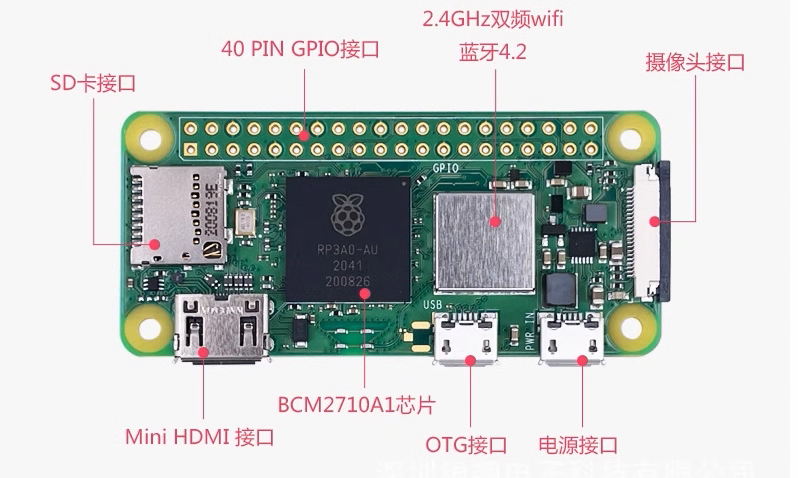 2.4GHz双频wifi
蓝牙4.2
40 PIN GPIO接口
摄像头接口
SD卡接口
GPIO
200819E
RP3A0-AU
2041
200826
USB
PWR IN
BCM2710A1芯片
Mini HDMI 接口
OTG接口
电源接口